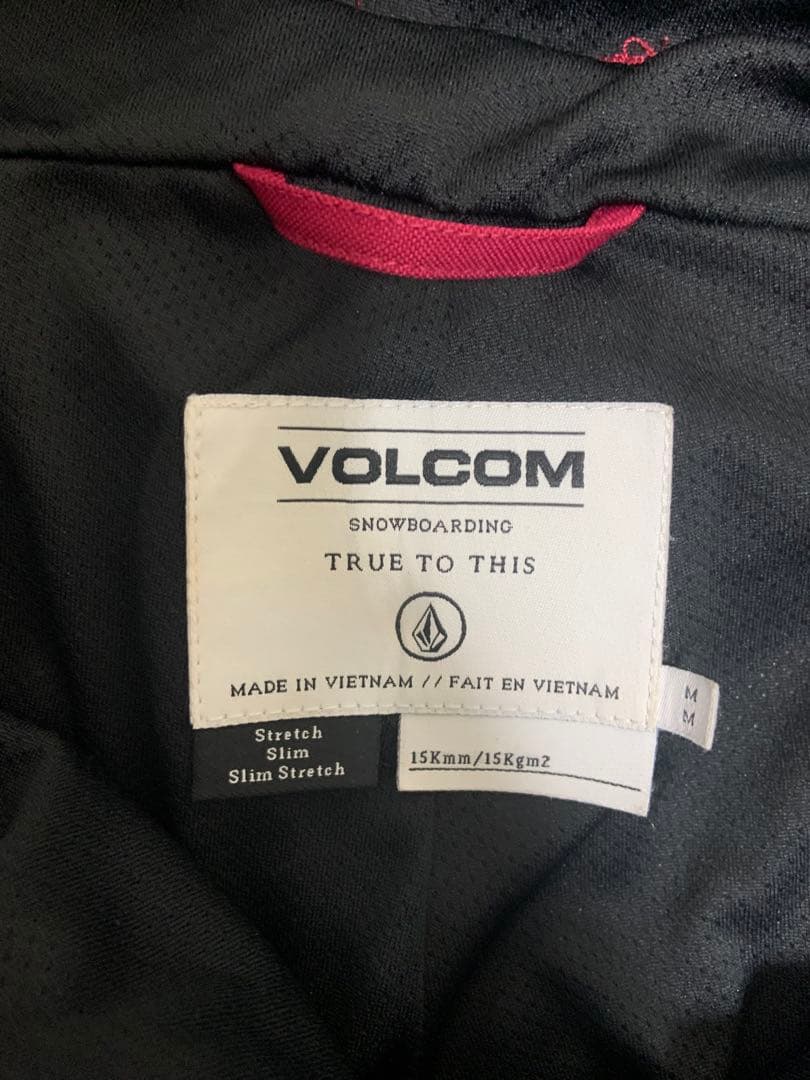 VOLCOM
SNOWBOARDING
TRUE TO THIS
MADE IN VIETNAM // FAIT EN VIETNAM
M
M
Stretch
Slim
Slim Stretch
15Kmm/15Kgm2